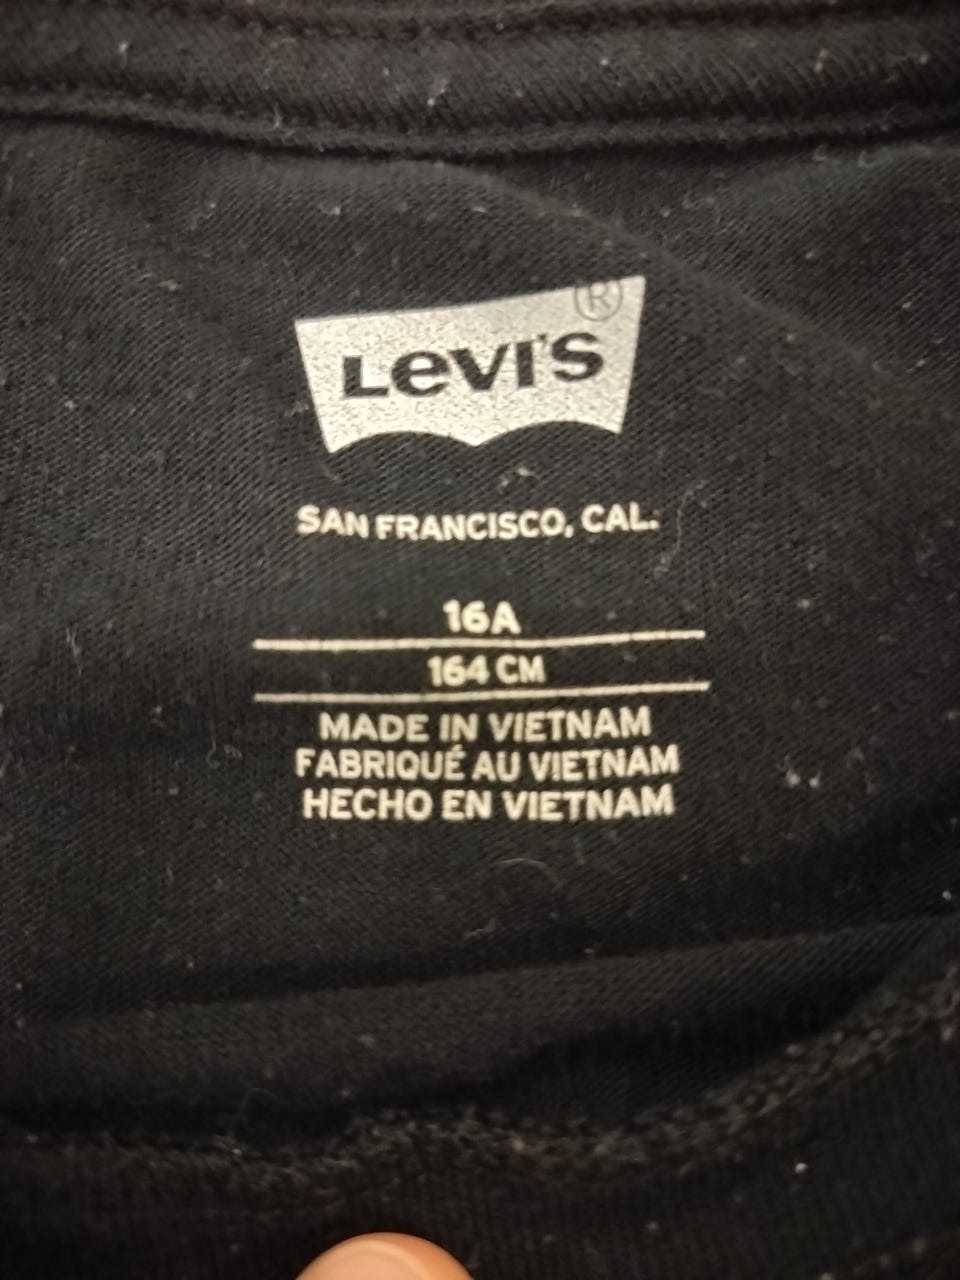 LEVI'S ®
SAN FRANCISCO, CAL.
16A
164 CM
MADE IN VIETNAM
FABRIQUÉ AU VIETNAM
HECHO EN VIETNAM